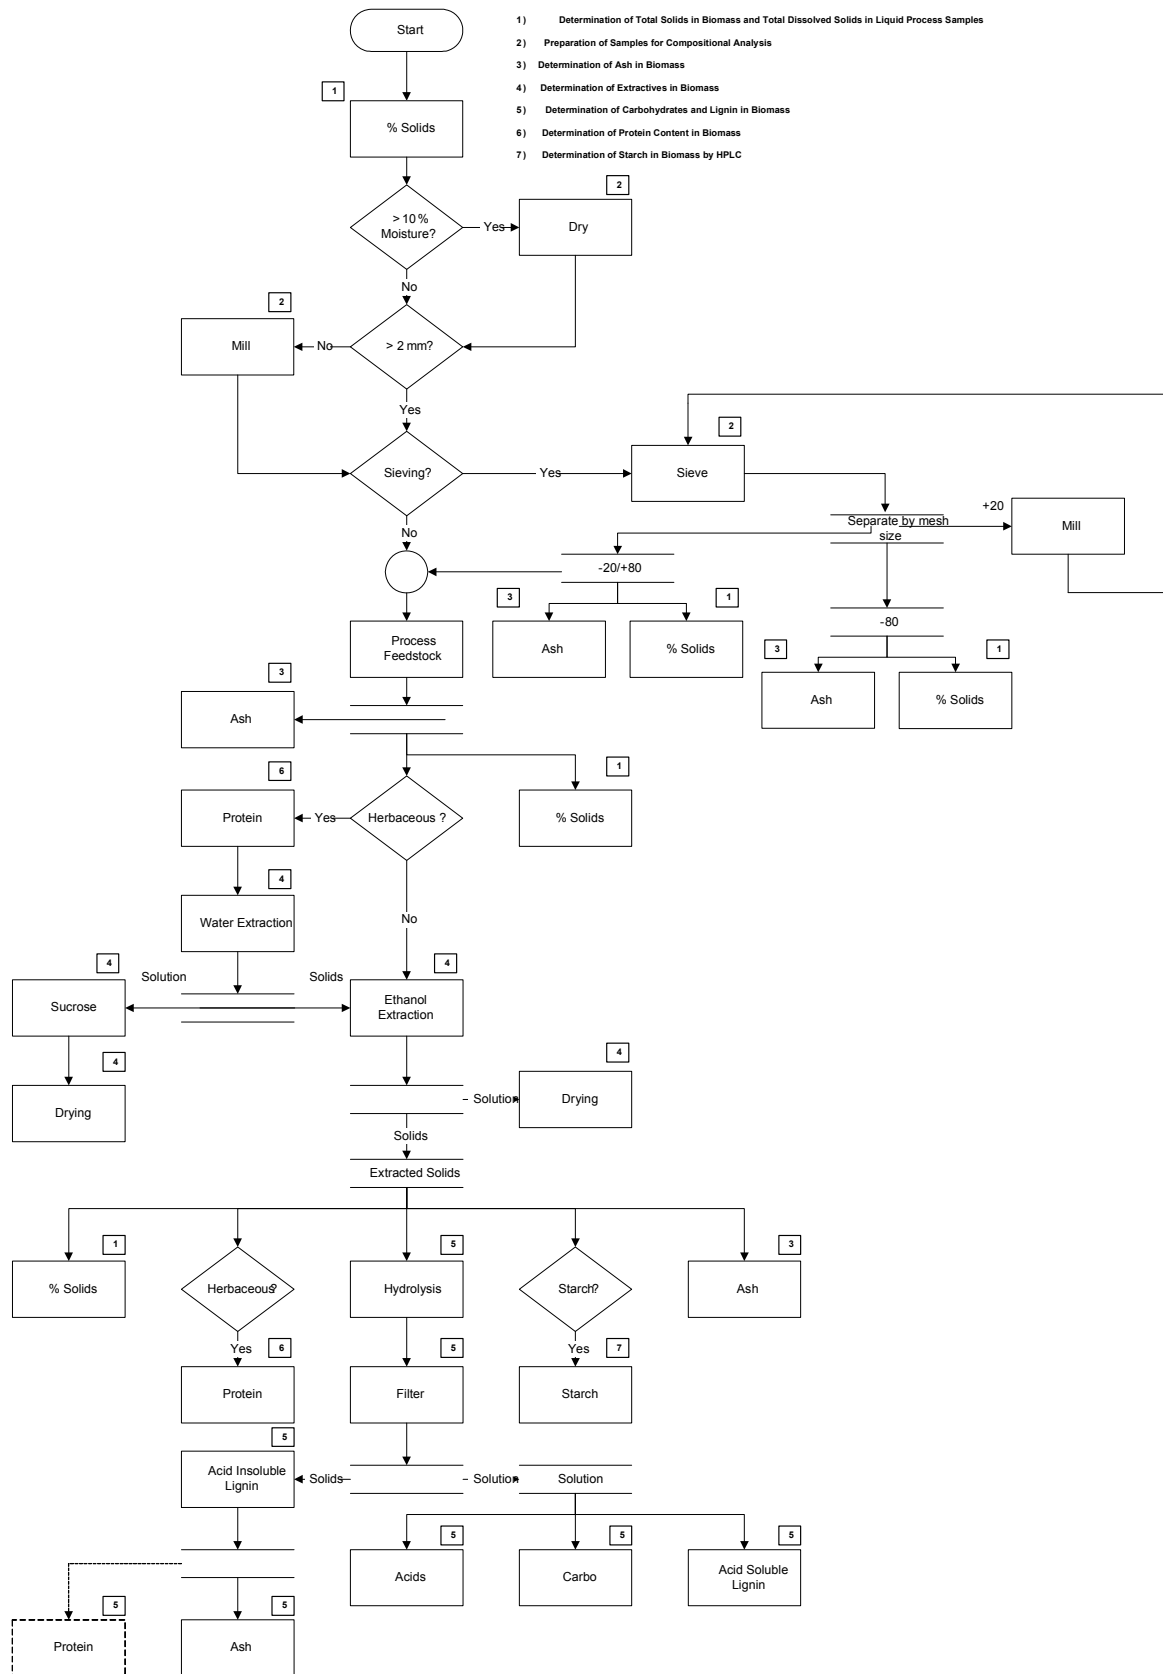 Start
1) Determination of Total Solids in Biomass and Total Dissolved Solids in Liquid Process Samples
2) Preparation of Samples for Compositional Analysis
3) Determination of Ash in Biomass
4) Determination of Extractives in Biomass
5) Determination of Carbohydrates and Lignin in Biomass
6) Determination of Protein Content in Biomass
7) Determination of Starch in Biomass by HPLC
1
% Solids
> 10 %
Moisture?
Yes
2
Dry
No
2
Mill
No
> 2 mm?
Yes
Sieving?
Yes
2
Sieve
No
Separate by mesh
size
+20
Mill
-20/+80
3
Ash
1
% Solids
-80
3
Ash
1
% Solids
Process
Feedstock
3
Ash
6
Protein
Yes
Herbaceous ?
1
% Solids
4
Water Extraction
No
4
Sucrose
Solution
Solids
4
Ethanol
Extraction
4
Drying
Solution
4
Drying
Solids
Extracted Solids
1
% Solids
Herbaceous?
5
Hydrolysis
Starch?
3
Ash
Yes
6
Protein
5
Filter
Yes
7
Starch
5
Acid Insoluble
Lignin
Solids
Solution
Solution
5
Acids
5
Carbo
5
Acid Soluble
Lignin
5
Protein
5
Ash